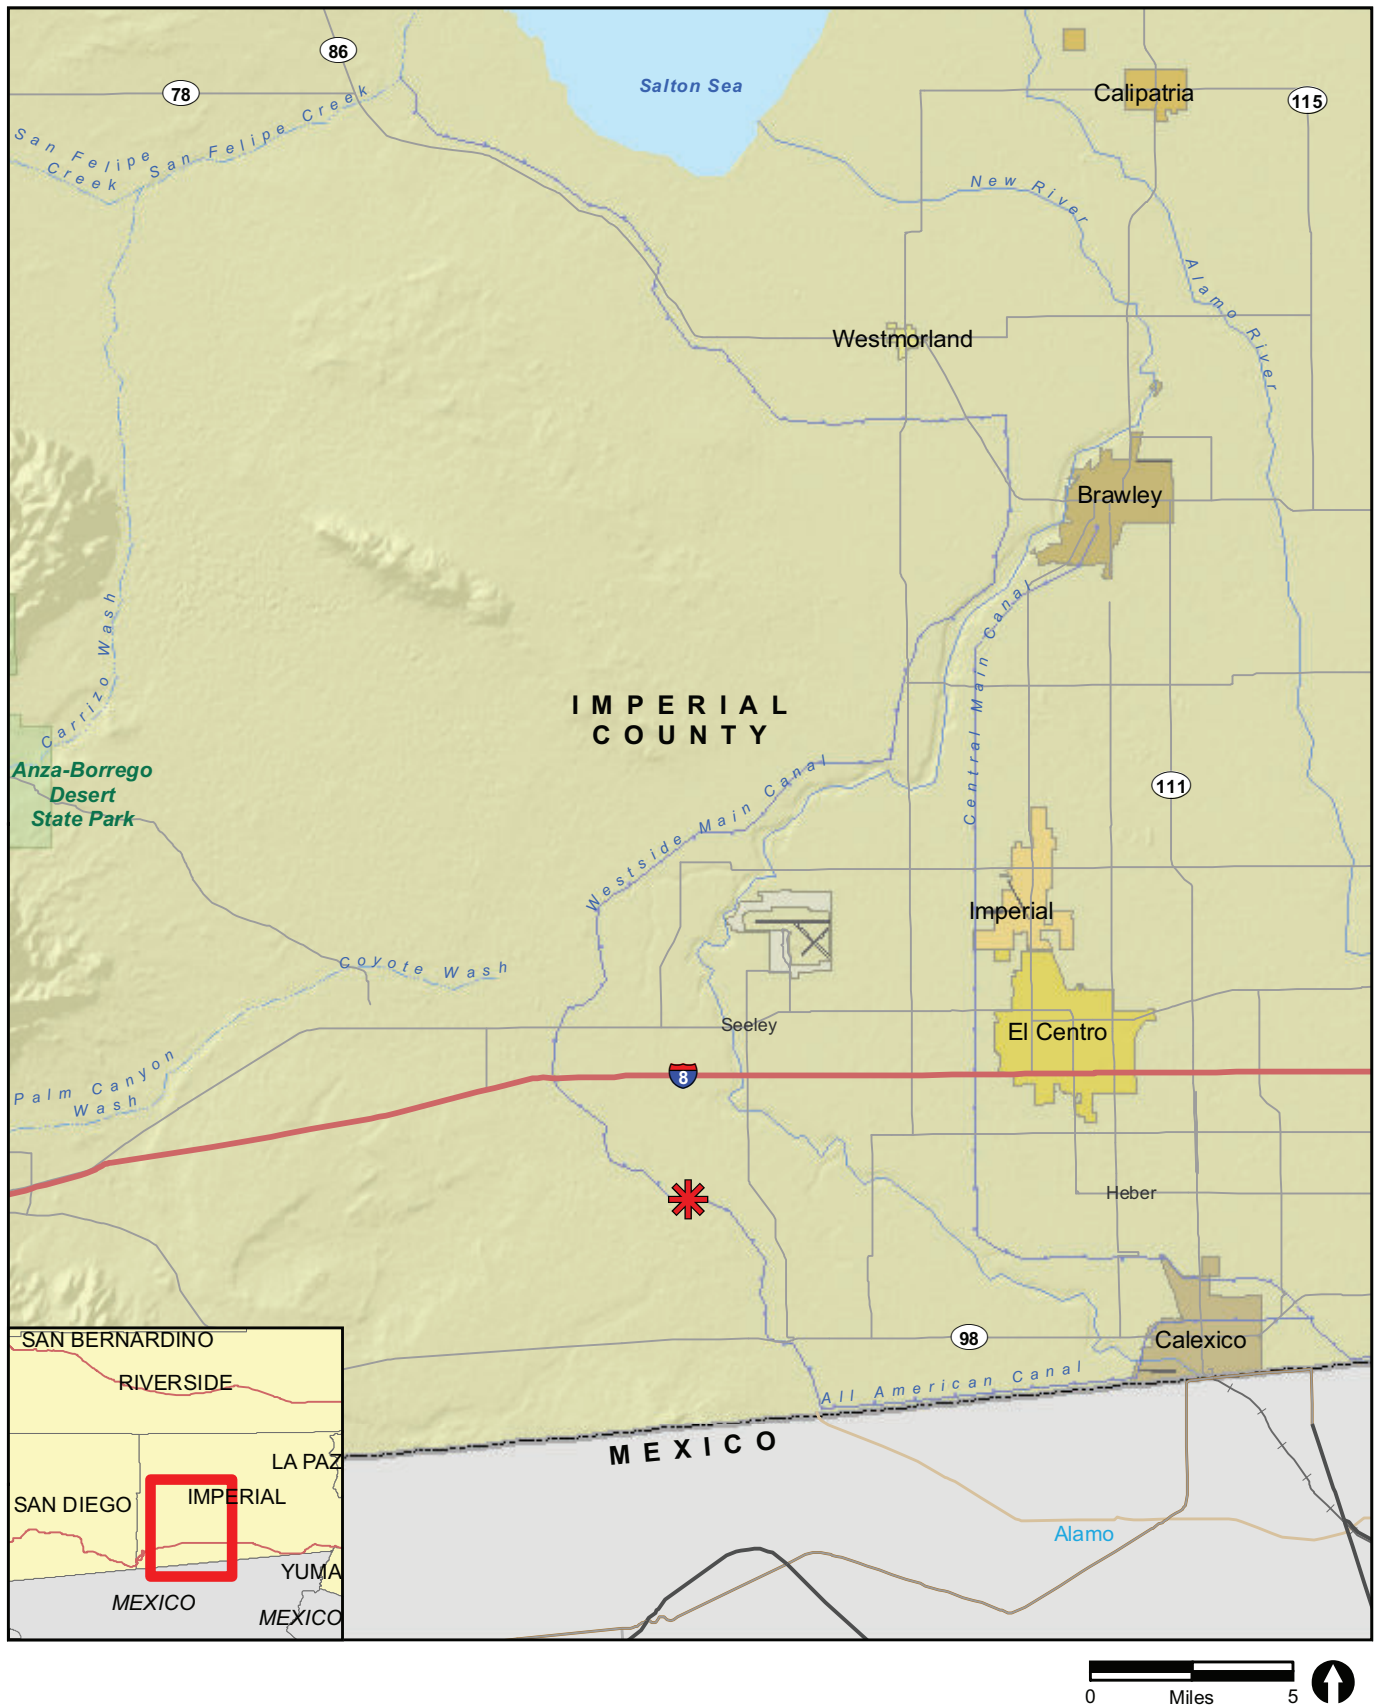 86
78
Salton Sea
Calipatria
115
San Felipe
Creek
San Felipe Creek
New River
Alamo River
Westmorland
Brawley
Carrizo Wash
Central Main Canal
IMPERIAL
COUNTY
Anza-Borrego
Desert
State Park
Westside Main Canal
111
Imperial
Coyote Wash
Seeley
El Centro
8
Palm Canyon
Wash
Heber
98
Calexico
All American Canal
MEXICO
Alamo
SAN BERNARDINO
RIVERSIDE
LA PAZ
SAN DIEGO
IMPERIAL
YUMA
MEXICO
MEXICO
0 Miles 5